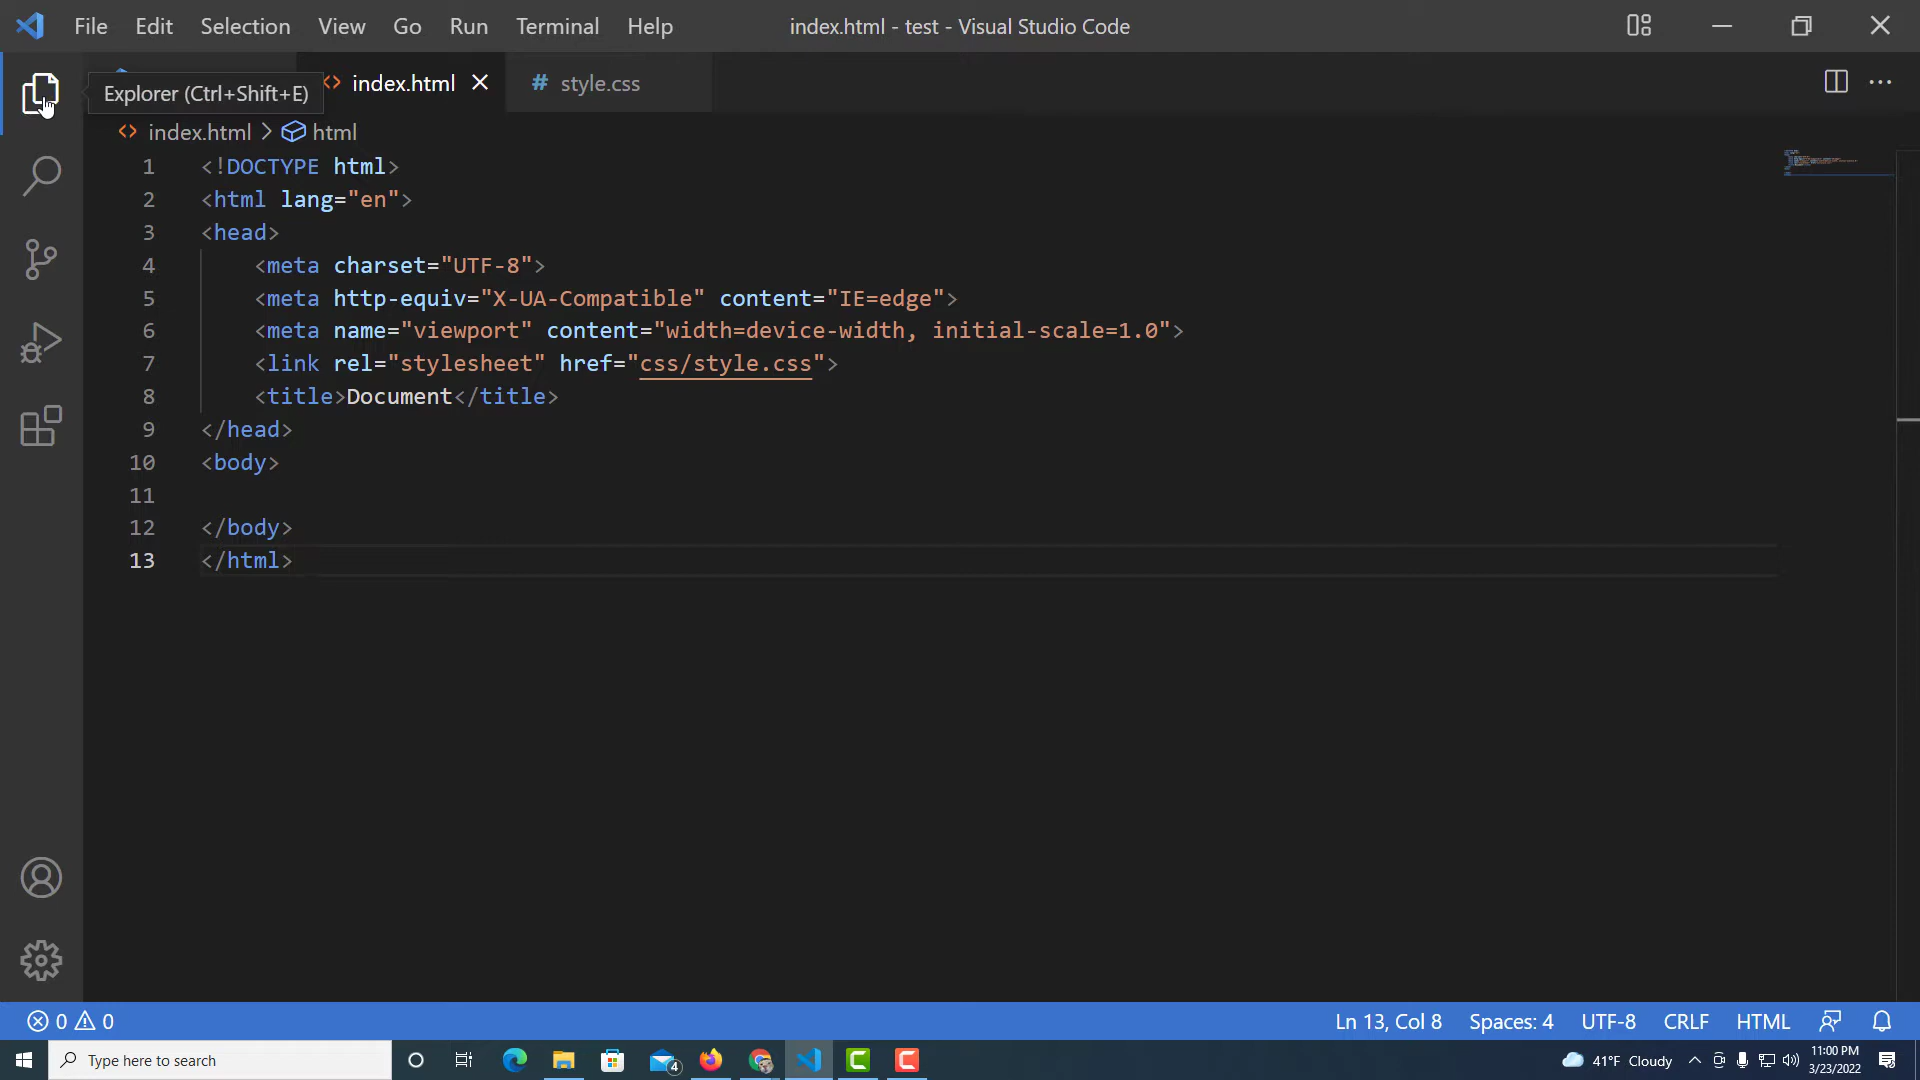 File Edit Selection View Go Run Terminal Help index.html - test - Visual Studio Code
Explorer (Ctrl+Shift+E) index.html # style.css
index.html > html
1 <!DOCTYPE html>
2 <html lang="en">
3 <head>
4 <meta charset="UTF-8">
5 <meta http-equiv="X-UA-Compatible" content="IE=edge">
6 <meta name="viewport" content="width=device-width, initial-scale=1.0">
7 <link rel="stylesheet" href="css/style.css">
8 <title>Document</title>
9 </head>
10 <body>
11
12 </body>
13 </html>
0 0 Ln 13, Col 8 Spaces: 4 UTF-8 CRLF HTML
Type here to search 4 41°F Cloudy 11:00 PM
3/23/2022